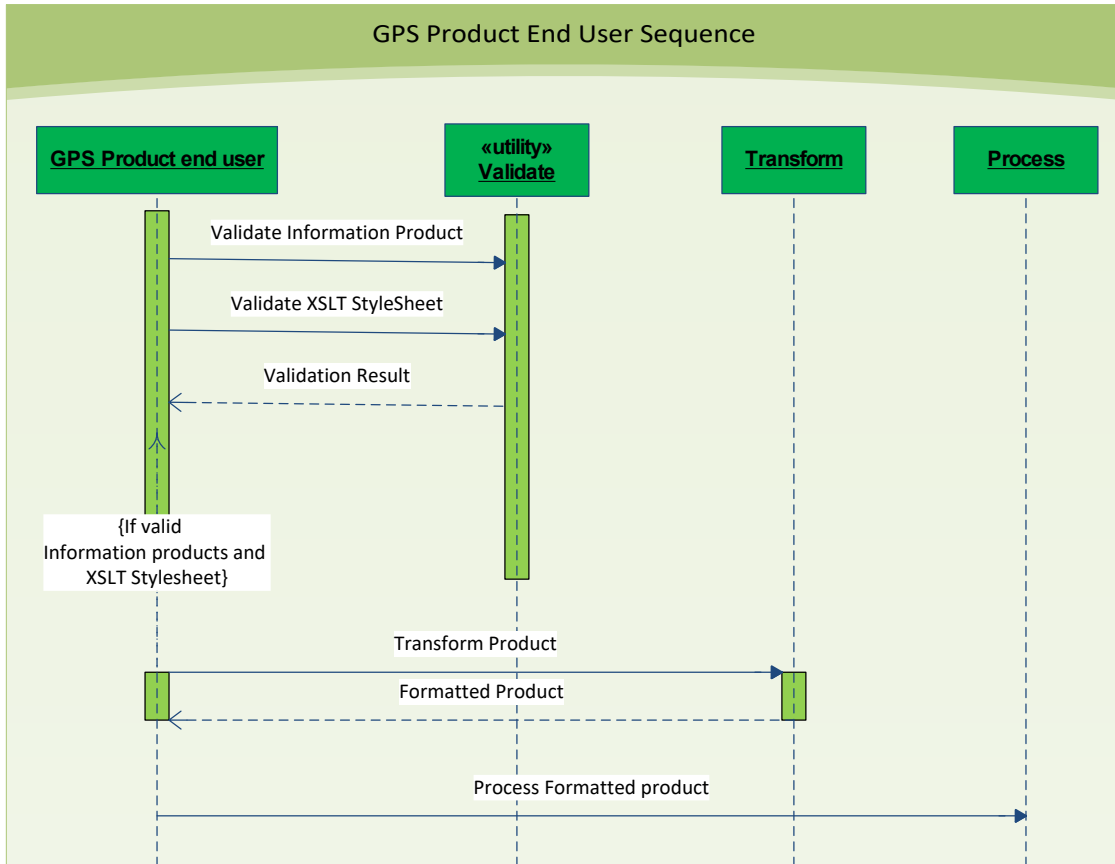 GPS Product End User Sequence
GPS Product end user
«utility»
Validate
Transform
Process
Validate Information Product
Validate XSLT StyleSheet
Validation Result
{If valid
Information products and
XSLT Stylesheet}
Transform Product
Formatted Product
Process Formatted product